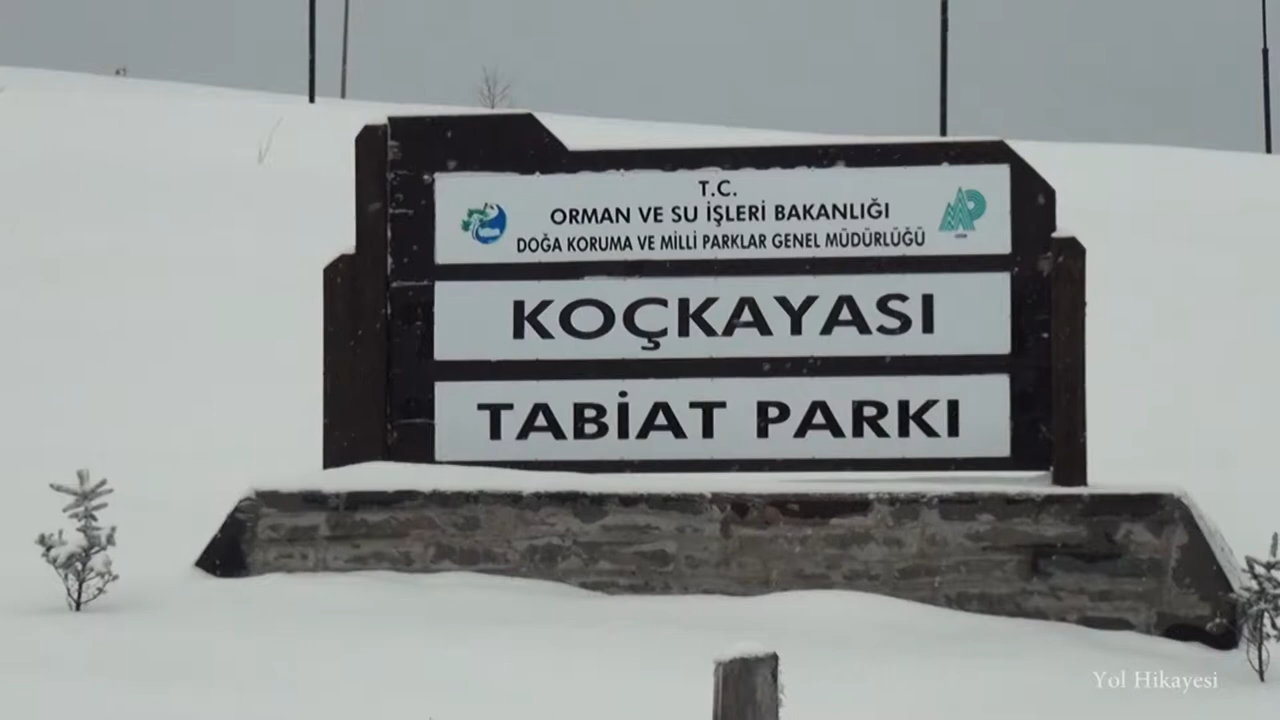 T.C.
ORMAN VE SU İŞLERİ BAKANLIĞI
DOĞA KORUMA VE MİLLİ PARKLAR GENEL MÜDÜRLÜĞÜ
KOÇKAYASI
TABİAT PARKI
Yol Hikayesi